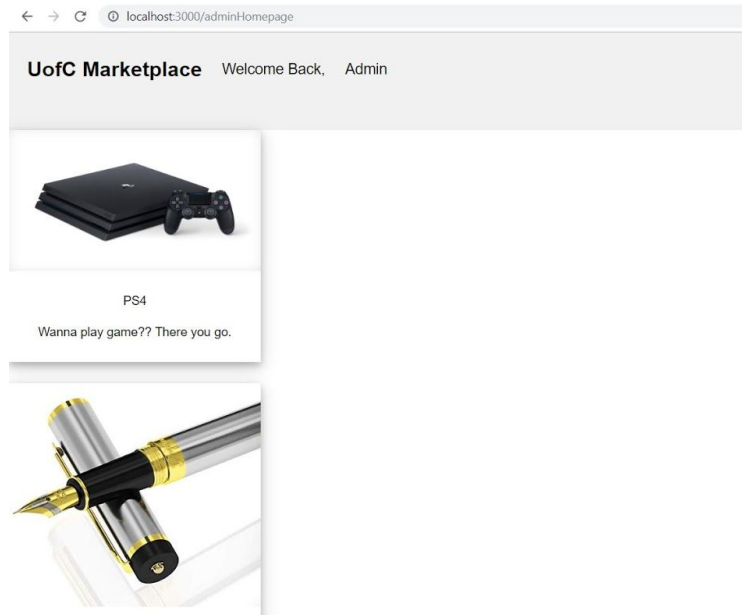 localhost:3000/adminHomepage
UofC Marketplace Welcome Back, Admin
PS4
Wanna play game?? There you go.